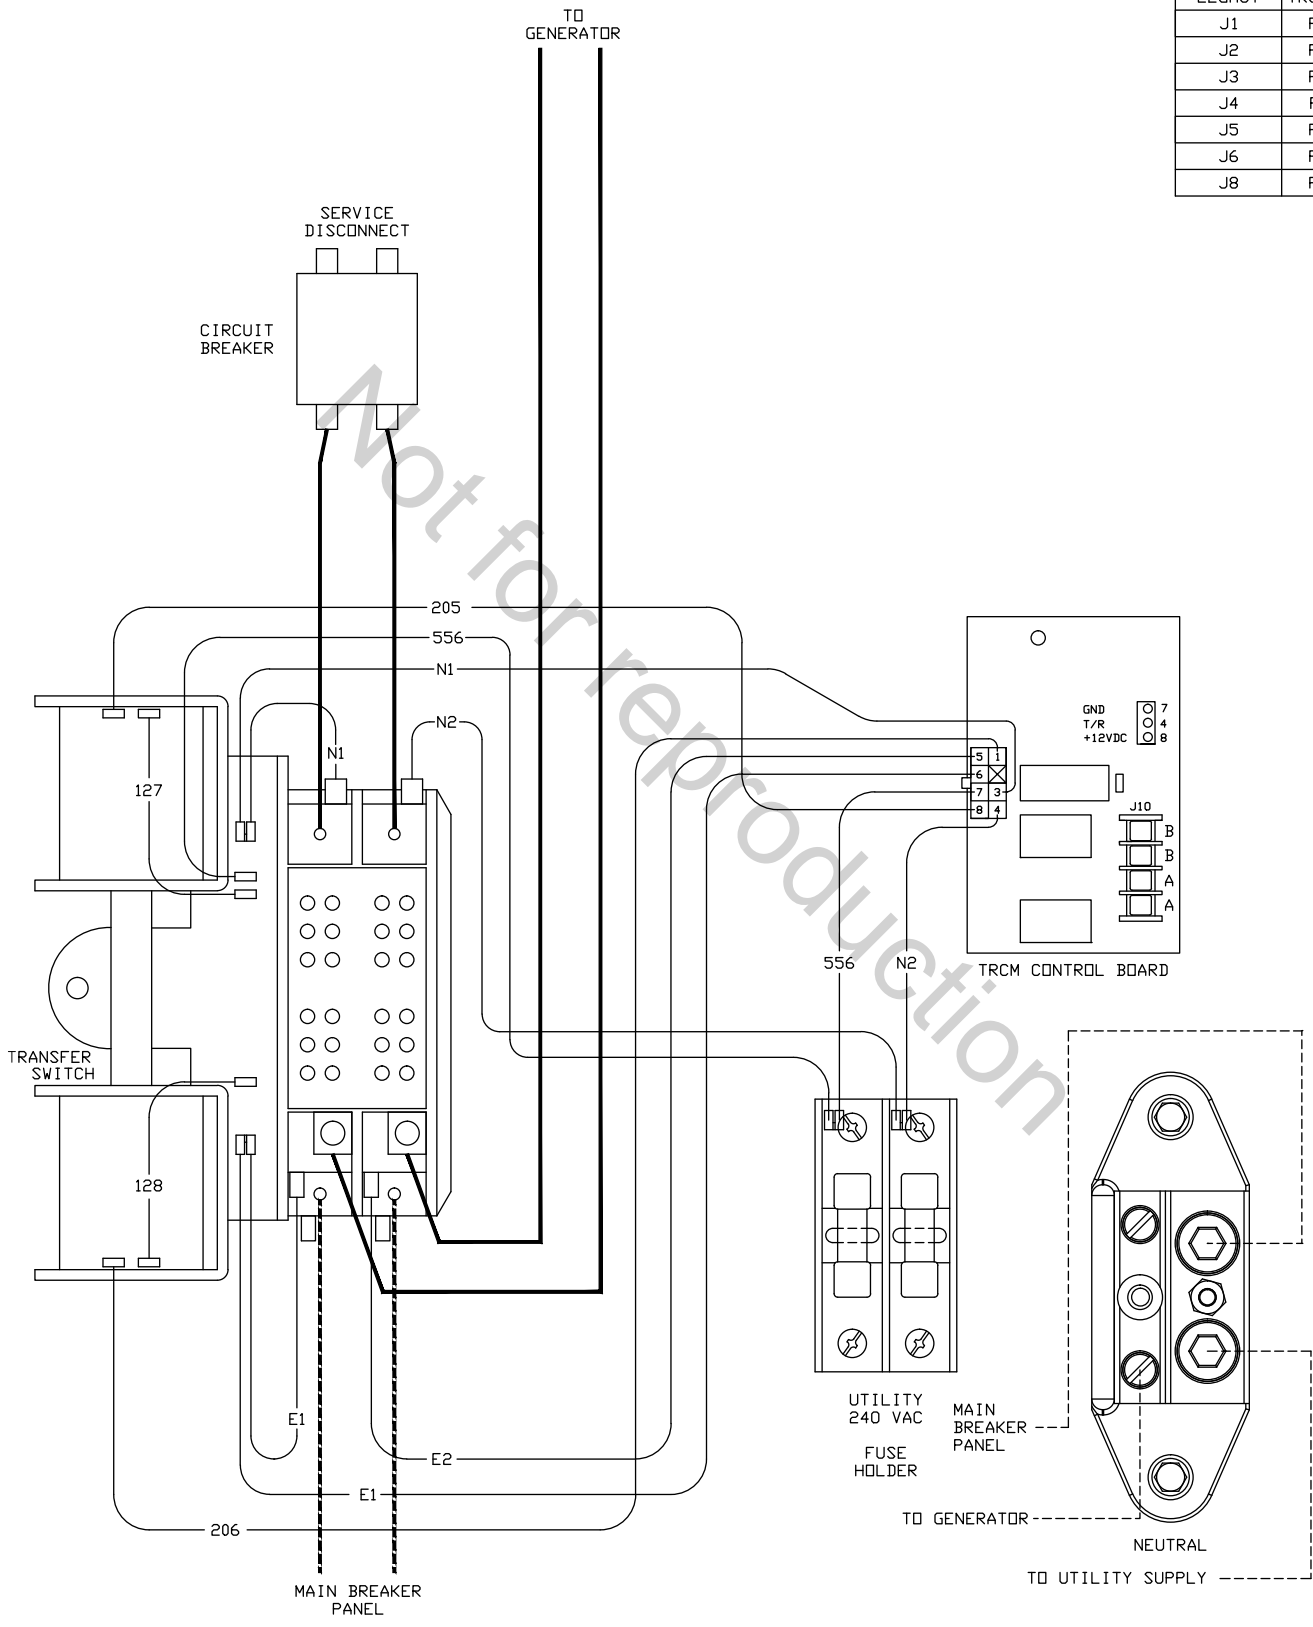 TO
GENERATOR
J1
J2
J3
J4
J5
J6
J8
SERVICE
DISCONNECT
CIRCUIT
BREAKER
Not for reproduction
205
556
N1
N2
N1
127
GND 7
T/R 4
+12VDC 8
5 1
6
7 3
8 4
J10
B
B
A
A
556
N2
TRCM CONTROL BOARD
TRANSFER
SWITCH
128
UTILITY
240 VAC
FUSE
HOLDER
MAIN
BREAKER
PANEL
E1
E2
E1
206
TO GENERATOR
NEUTRAL
TO UTILITY SUPPLY
MAIN BREAKER
PANEL